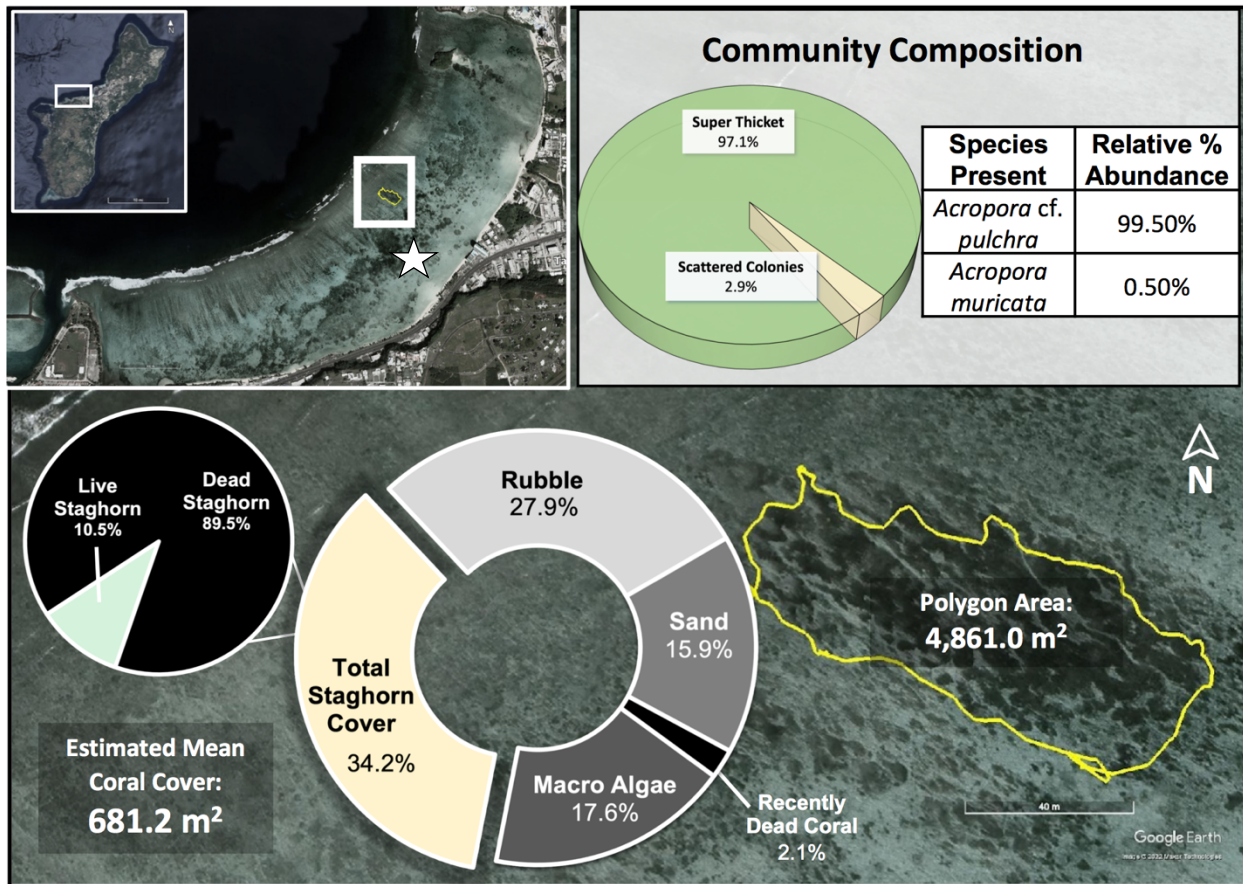 N
Community Composition
Super Thicket
97.1%
Scattered Colonies
2.9%
Species Present
Relative % Abundance
Acropora cf. pulchra
99.50%
Acropora muricata
0.50%
Live
Staghorn
10.5%
Dead
Staghorn
89.5%
Rubble
27.9%
Sand
15.9%
Total
Staghorn
Cover
34.2%
Macro Algae
17.6%
Recently
Dead Coral
2.1%
Estimated Mean
Coral Cover:
681.2 m²
N
Polygon Area:
4,861.0 m²
40 m
Google Earth